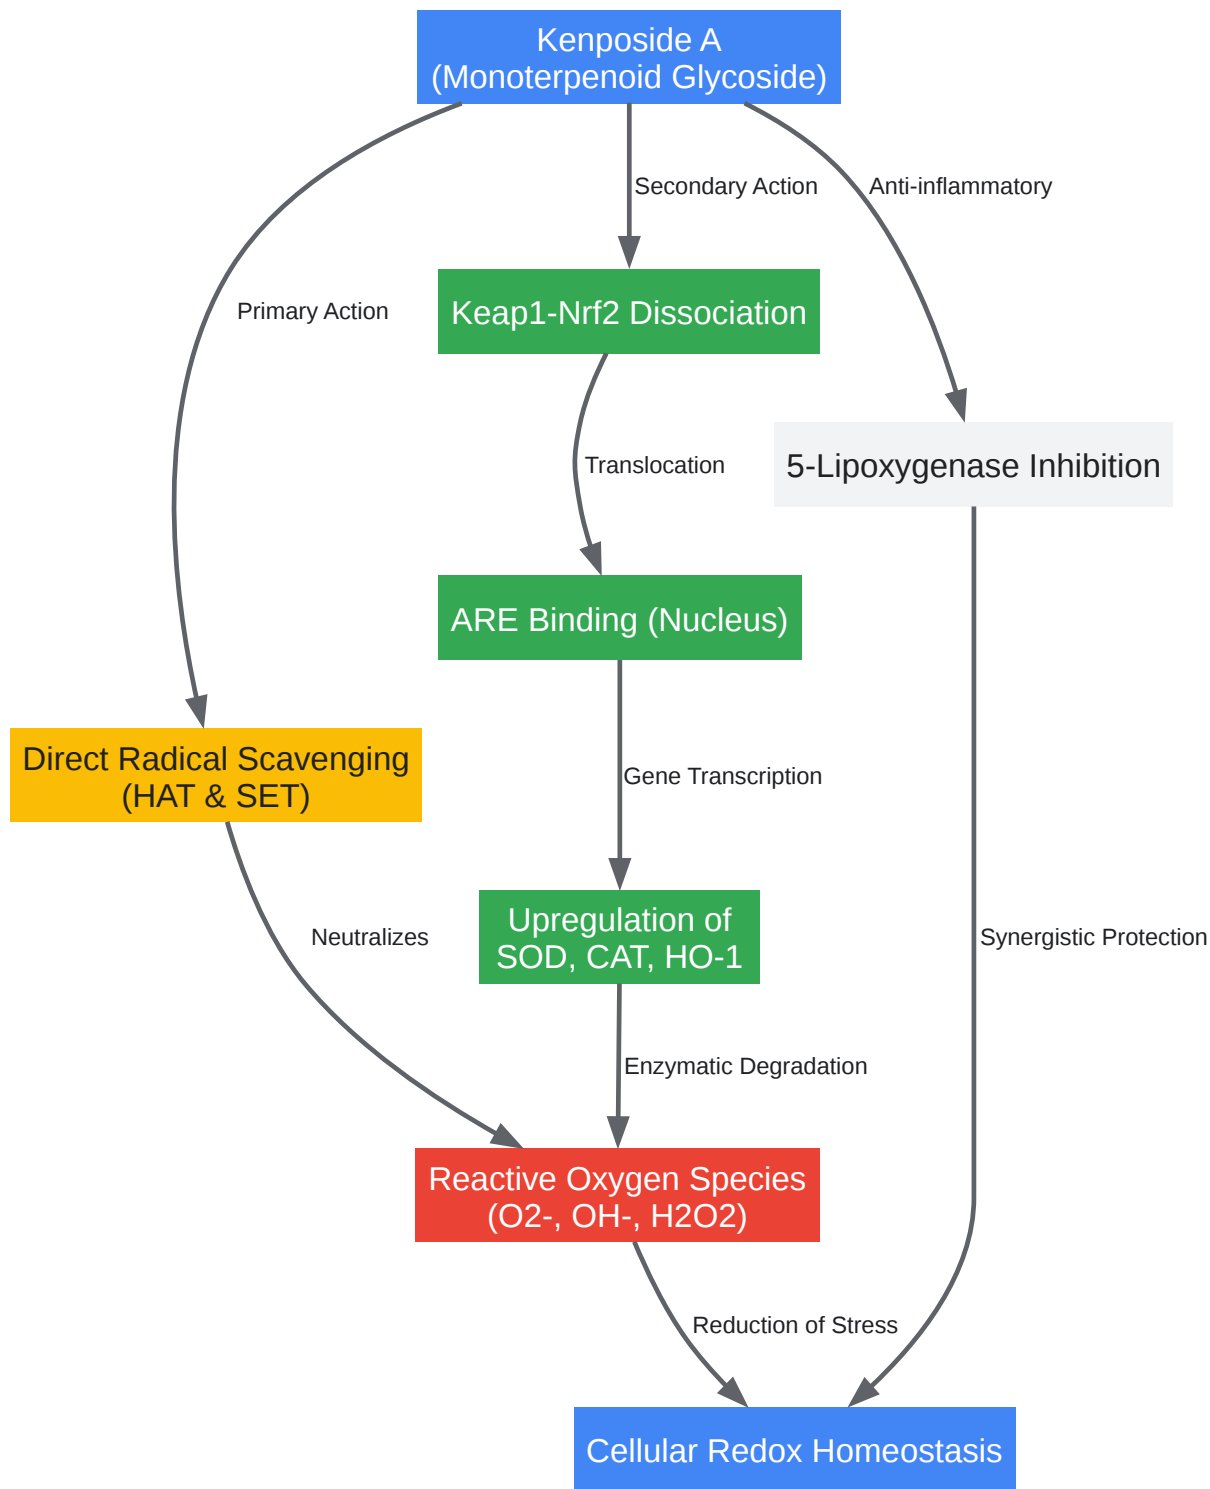 Kenposide A
(Monoterpenoid Glycoside)
Secondary Action
Anti-inflammatory
Primary Action
Keap1-Nrf2 Dissociation
Translocation
5-Lipoxygenase Inhibition
ARE Binding (Nucleus)
Direct Radical Scavenging
(HAT & SET)
Gene Transcription
Neutralizes
Upregulation of
SOD, CAT, HO-1
Synergistic Protection
Enzymatic Degradation
Reactive Oxygen Species
(O2-, OH-, H2O2)
Reduction of Stress
Cellular Redox Homeostasis